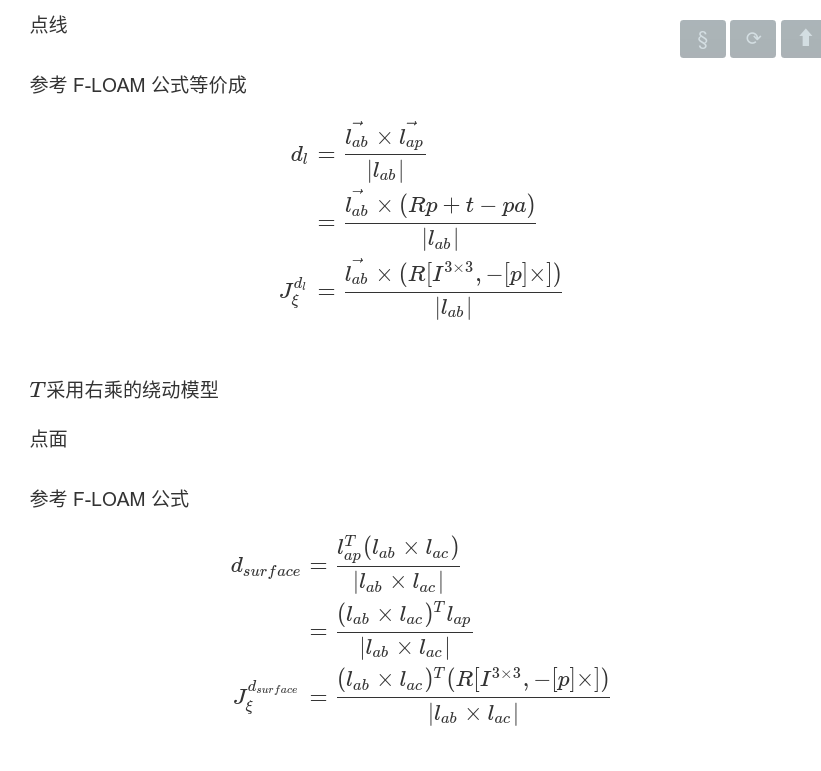 点线
§ ⟳ ⬆
参考 F-LOAM 公式等价成
$d_l = \frac{\vec{l_{ab}} \times \vec{l_{ap}}}{|l_{ab}|}$
$= \frac{\vec{l_{ab}} \times (Rp + t - pa)}{|l_{ab}|}$
$J_{\xi}^{d_l} = \frac{\vec{l_{ab}} \times (R[I^{3 \times 3}, -[p]\times])}{|l_{ab}|}$
$T$采用右乘的绕动模型
点面
参考 F-LOAM 公式
$d_{surface} = \frac{l_{ap}^T(l_{ab} \times l_{ac})}{|l_{ab} \times l_{ac}|}$
$= \frac{(l_{ab} \times l_{ac})^T l_{ap}}{|l_{ab} \times l_{ac}|}$
$J_{\xi}^{d_{surface}} = \frac{(l_{ab} \times l_{ac})^T(R[I^{3 \times 3}, -[p]\times])}{|l_{ab} \times l_{ac}|}$